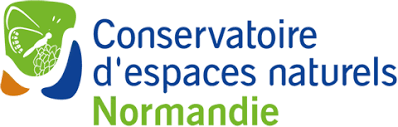 Conservatoire
d'espaces naturels
Normandie